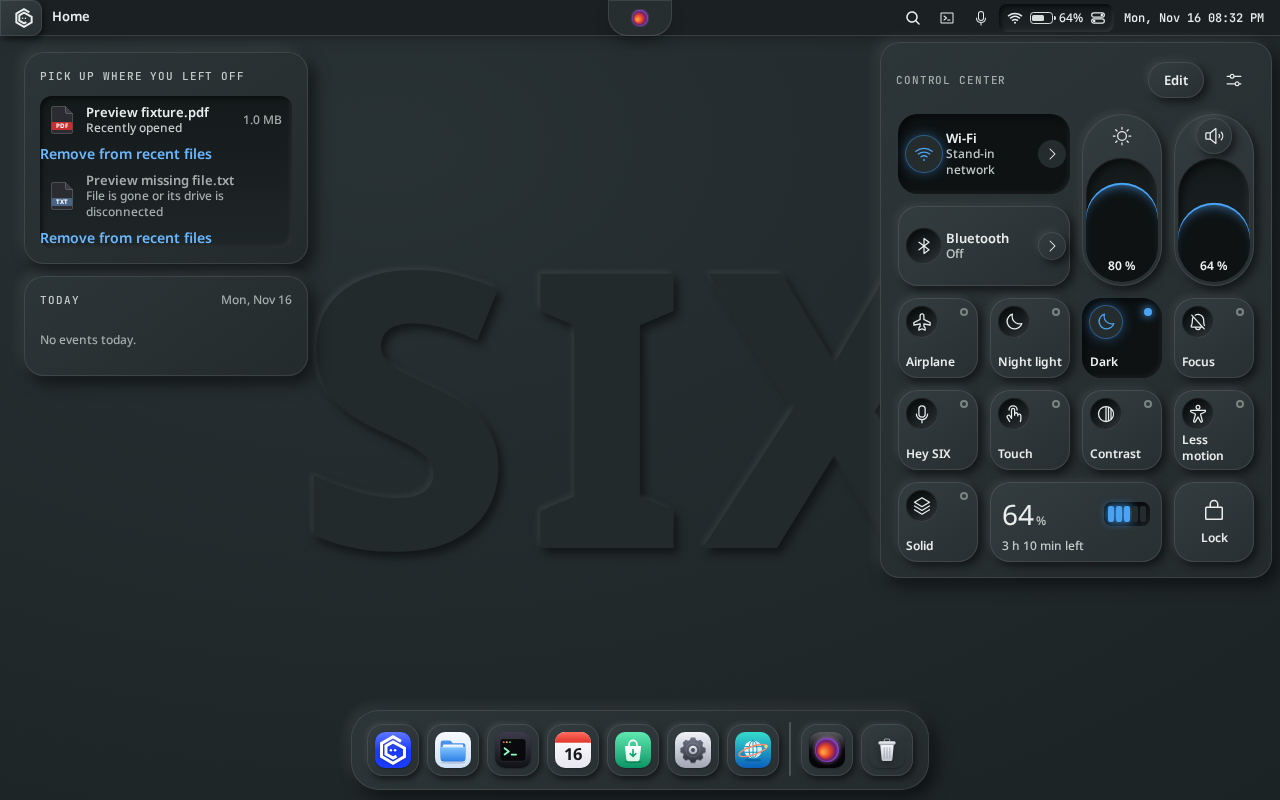 Home
64%
Mon, Nov 16 08:32 PM
PICK UP WHERE YOU LEFT OFF
PDF
Preview fixture.pdf
Recently opened
1.0 MB
Remove from recent files
TXT
Preview missing file.txt
File is gone or its drive is
disconnected
Remove from recent files
TODAY
Mon, Nov 16
No events today.
SIX
CONTROL CENTER
Edit
Wi-Fi
Stand-in
network
Bluetooth
Off
80 %
64 %
Airplane
Night light
Dark
Focus
Hey SIX
Touch
Contrast
Less
motion
Solid
64%
3 h 10 min left
Lock
16